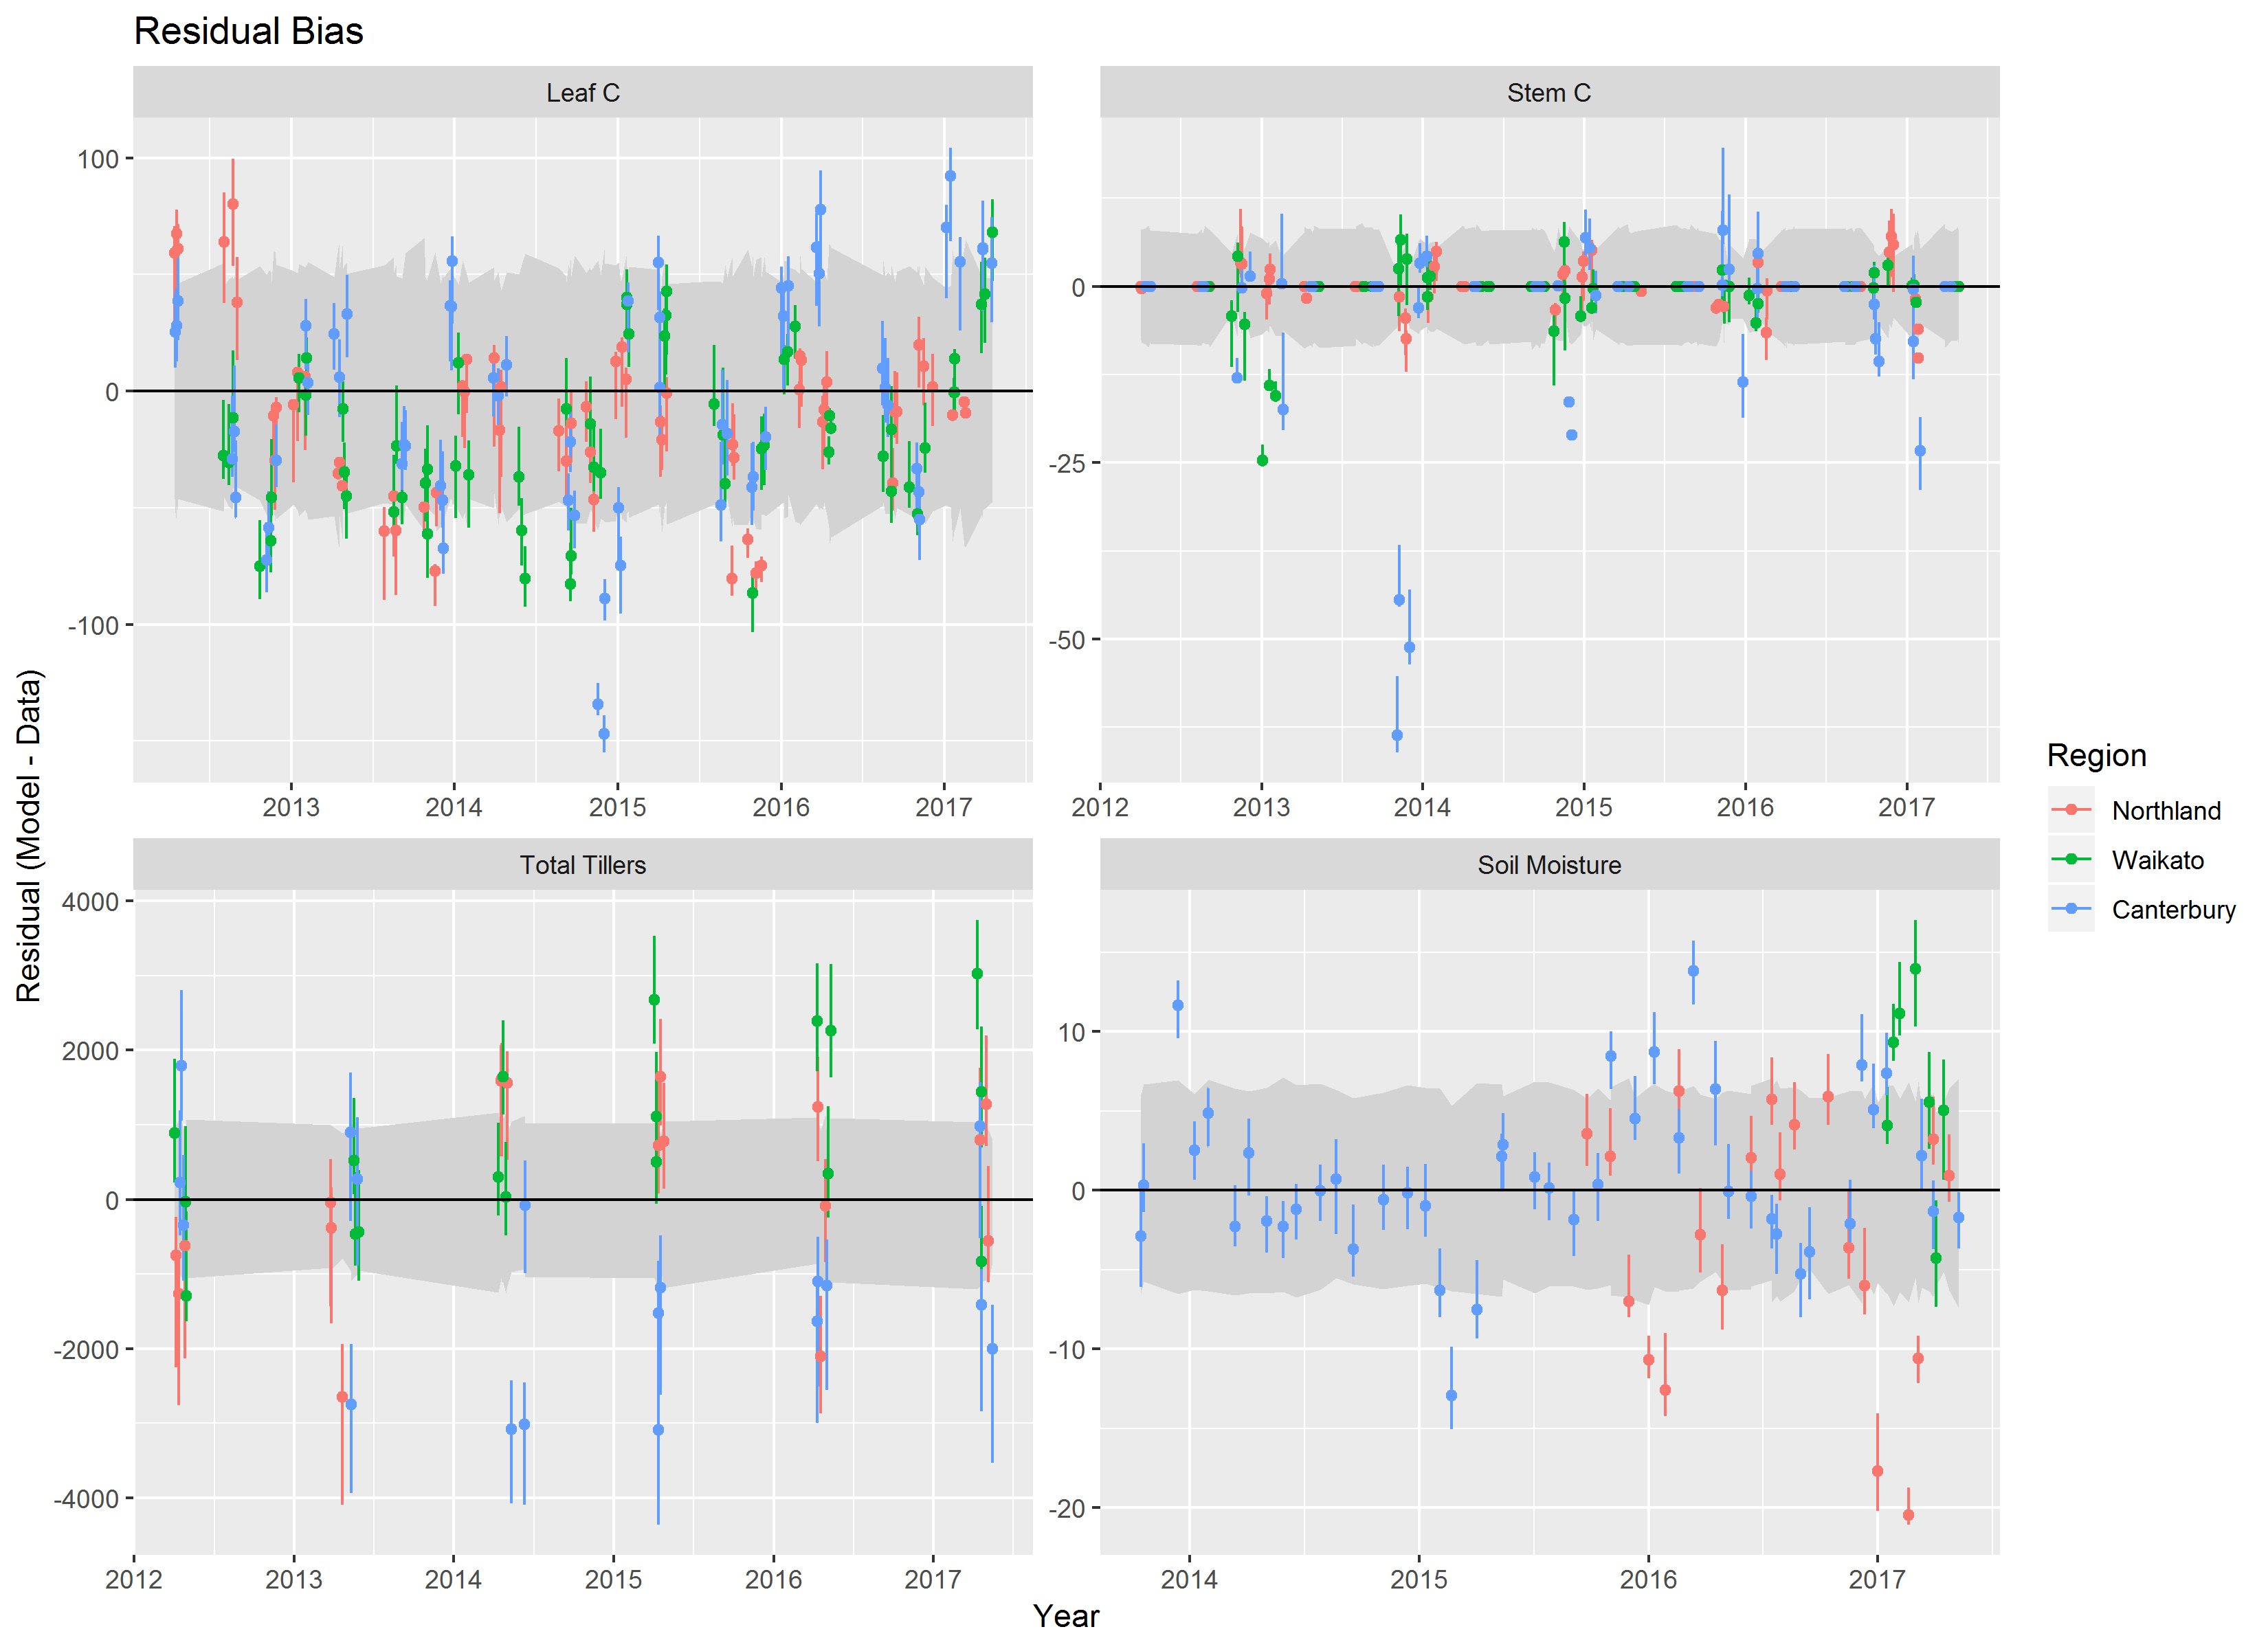 Residual Bias
Leaf C
Stem C
100
0
-100
0
-25
-50
2013 2014 2015 2016 2017
2012 2013 2014 2015 2016 2017
Total Tillers
Soil Moisture
4000
2000
0
-2000
-4000
10
0
-10
-20
2012 2013 2014 2015 2016 2017
2014 2015 2016 2017
Residual (Model - Data)
Year
Region
Northland
Waikato
Canterbury